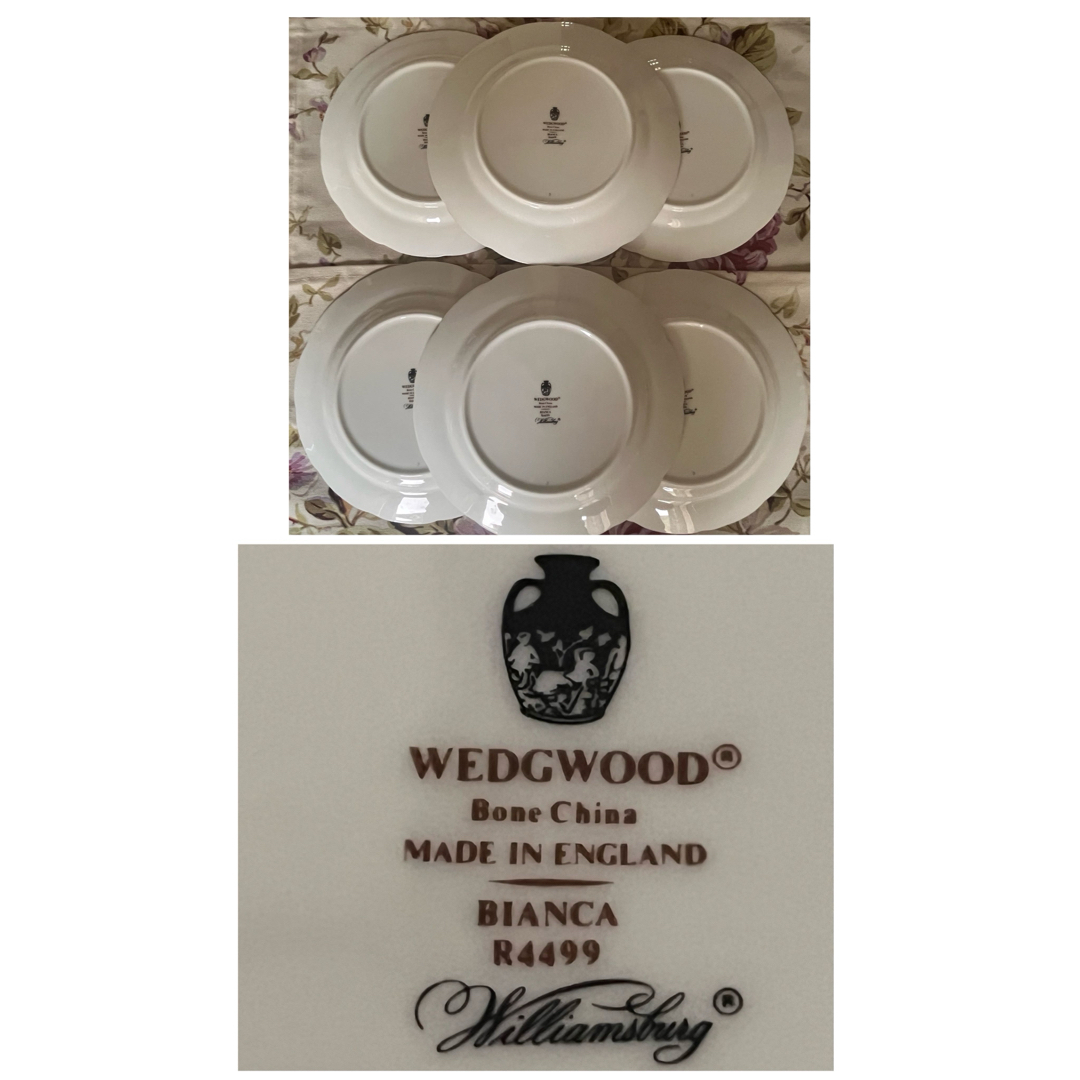 WEDGWOOD®
Bone China
MADE IN ENGLAND
BIANCA
R4499
Williamsburg®